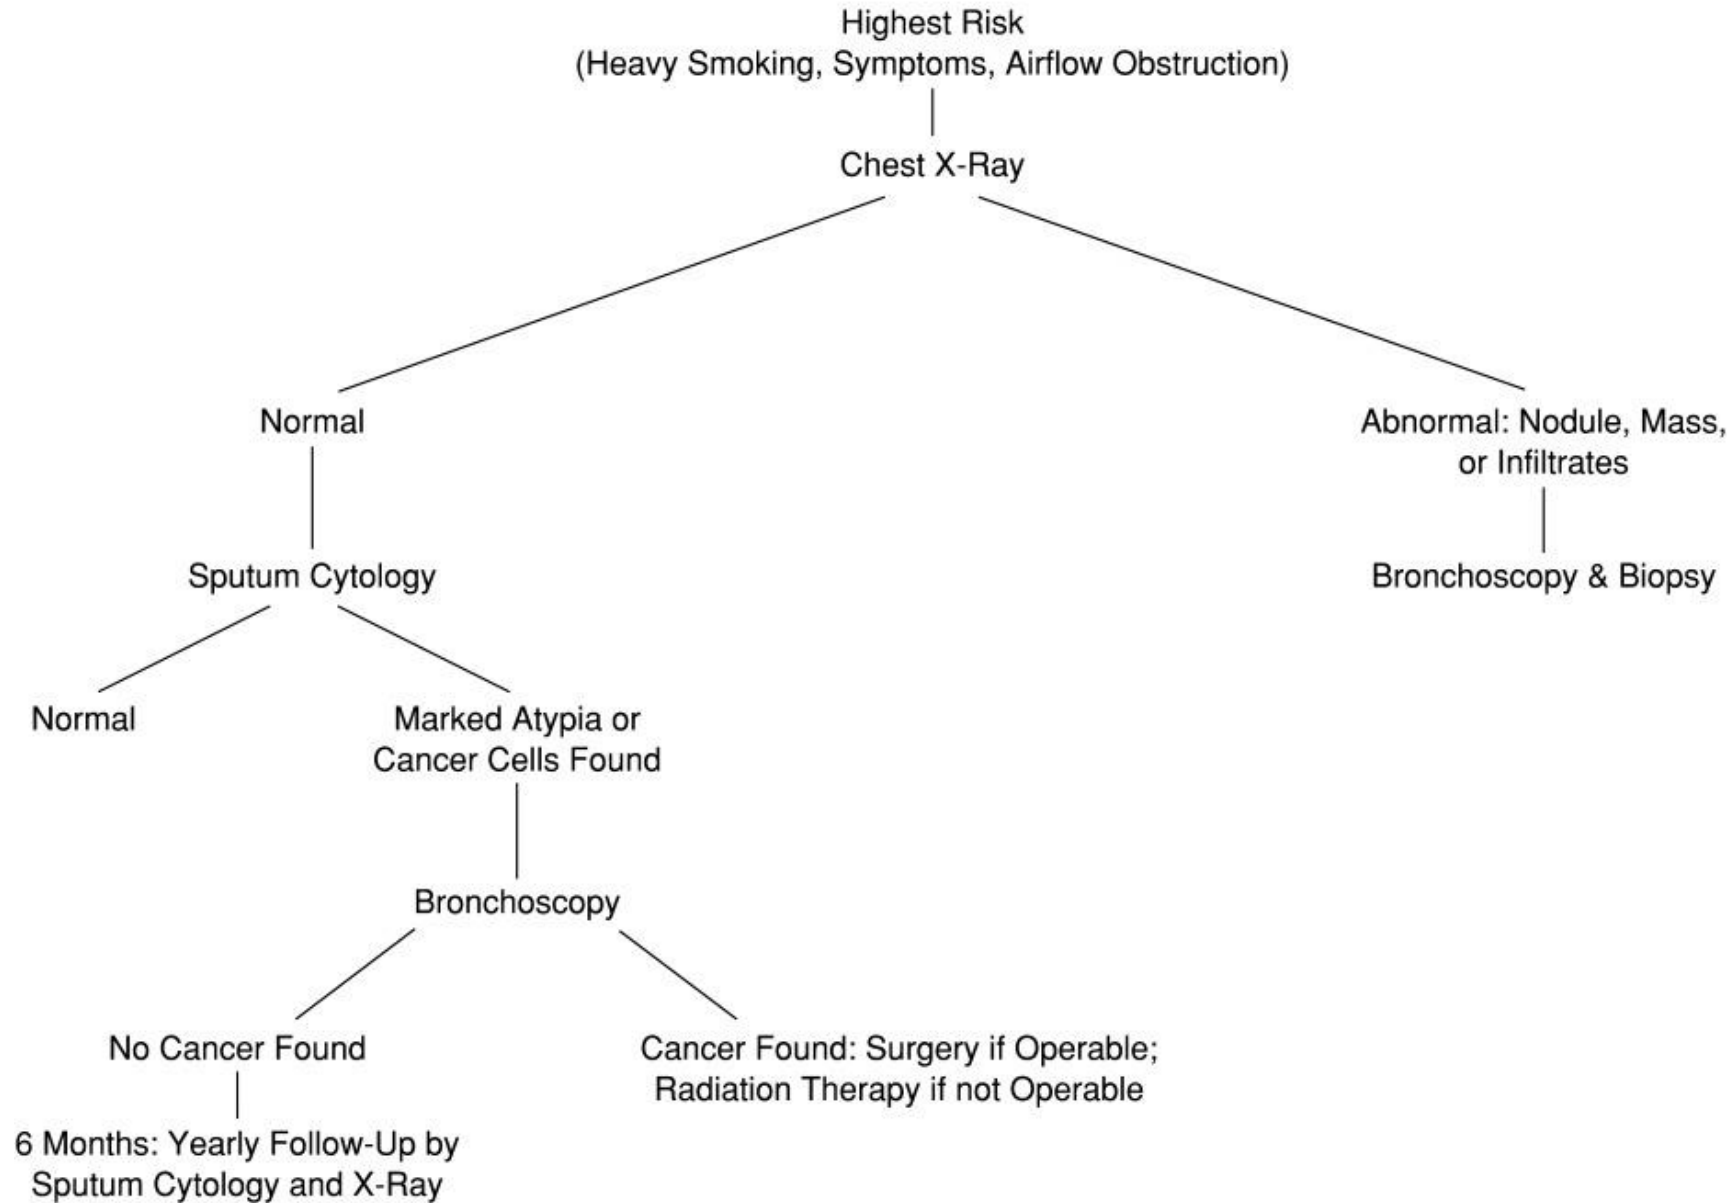 Highest Risk
(Heavy Smoking, Symptoms, Airflow Obstruction)
Chest X-Ray
Normal
Abnormal: Nodule, Mass,
or Infiltrates
Sputum Cytology
Bronchoscopy & Biopsy
Normal
Marked Atypia or
Cancer Cells Found
Bronchoscopy
No Cancer Found
Cancer Found: Surgery if Operable;
Radiation Therapy if not Operable
6 Months: Yearly Follow-Up by
Sputum Cytology and X-Ray